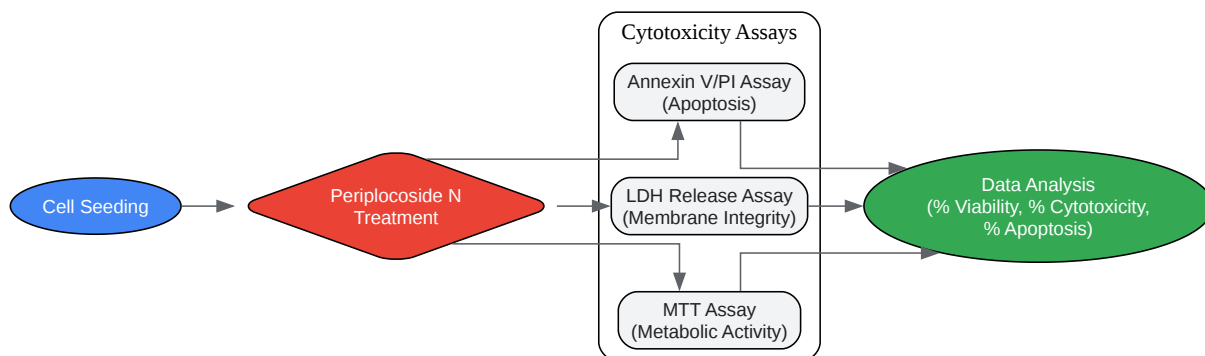 Cell Seeding
Periplocoside N
Treatment
Cytotoxicity Assays
Annexin V/PI Assay
(Apoptosis)
LDH Release Assay
(Membrane Integrity)
MTT Assay
(Metabolic Activity)
Data Analysis
(% Viability, % Cytotoxicity,
% Apoptosis)